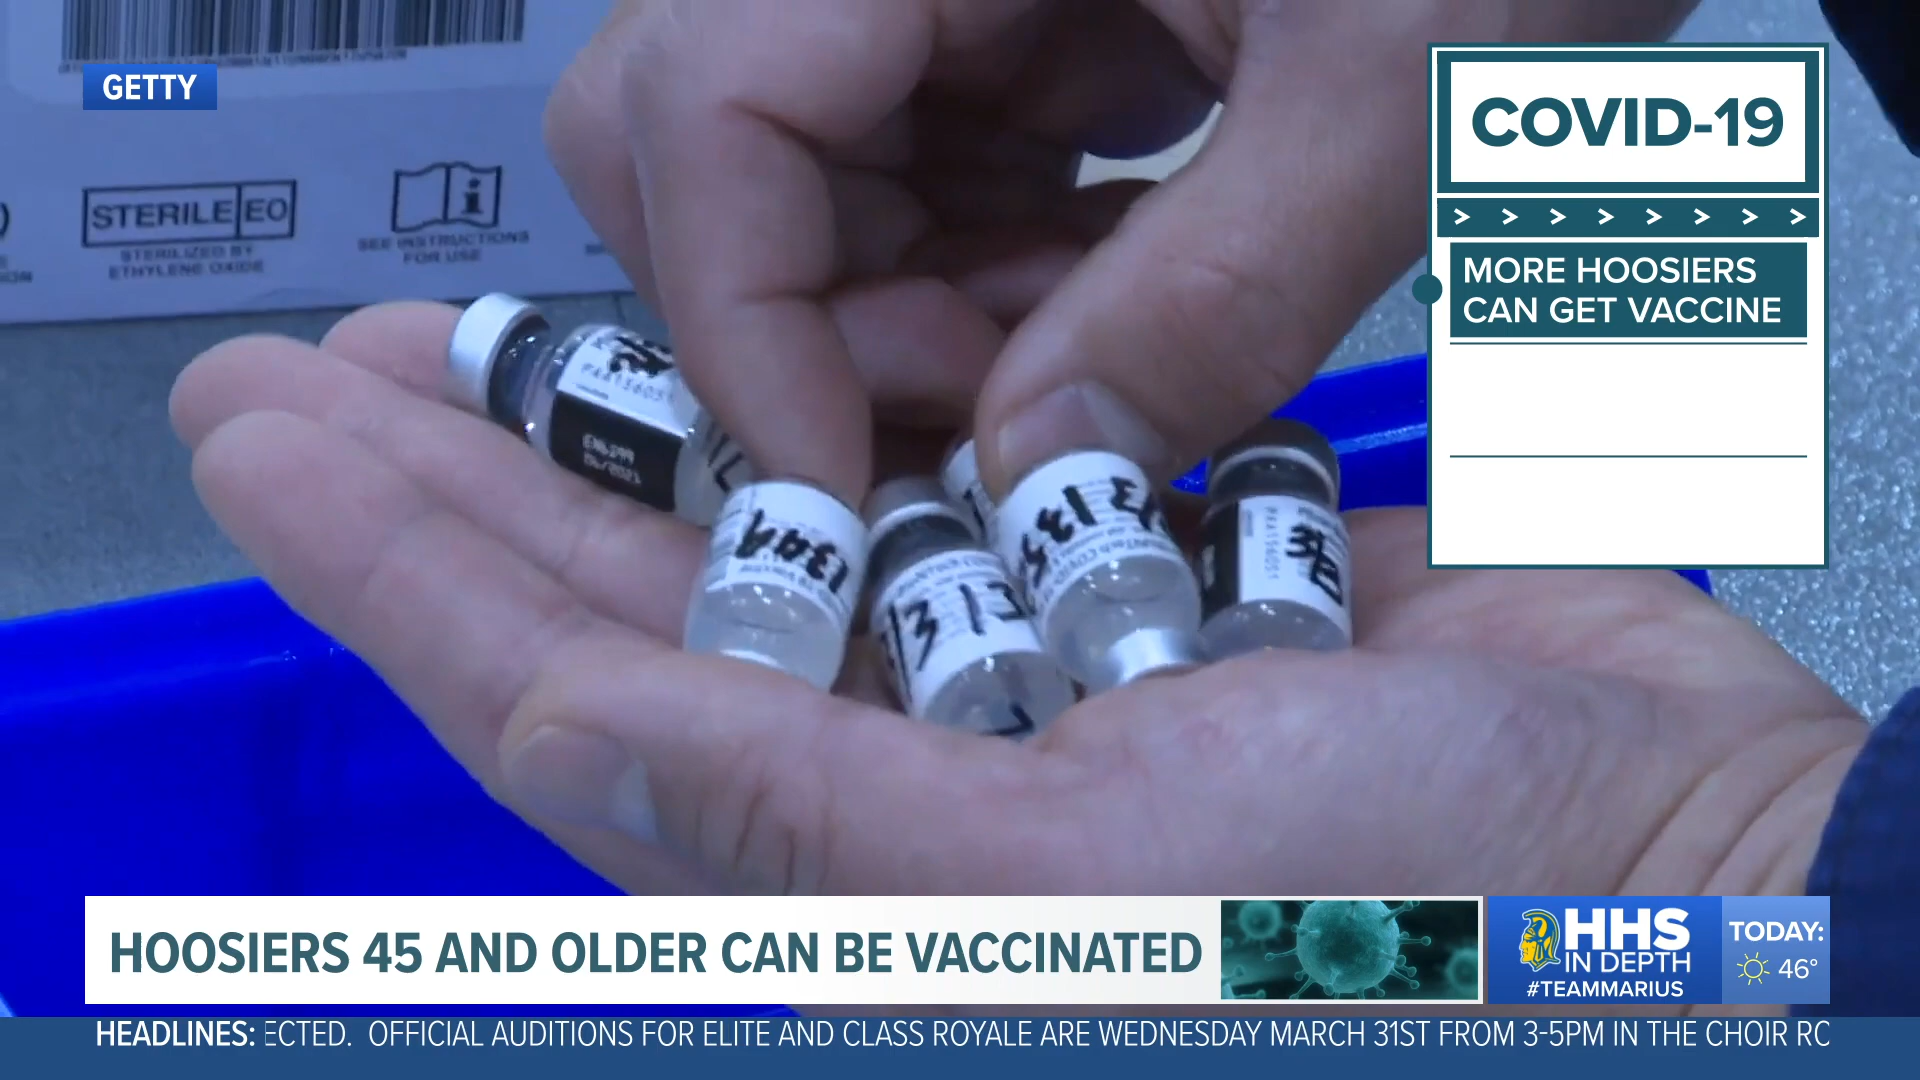 GETTY
STERILE EO
STERILIZED BY
ETHYLENE OXIDE
SEE INSTRUCTIONS
FOR USE
COVID-19
> > > > > > > >
MORE HOOSIERS
CAN GET VACCINE
HOOSIERS 45 AND OLDER CAN BE VACCINATED
HHS
IN DEPTH
#TEAMMARIUS
TODAY:
46°
HEADLINES: ECTED. OFFICIAL AUDITIONS FOR ELITE AND CLASS ROYALE ARE WEDNESDAY MARCH 31ST FROM 3-5PM IN THE CHOIR RO